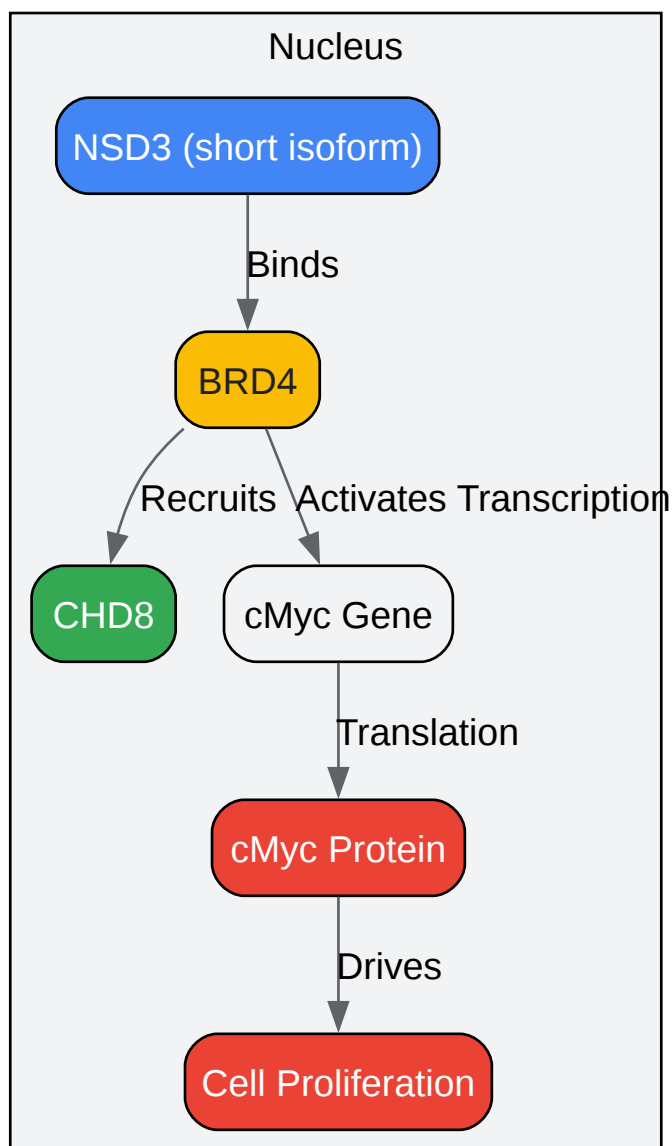 Nucleus
NSD3 (short isoform)
Binds
BRD4
Recruits
Activates Transcription
CHD8
cMyc Gene
Translation
cMyc Protein
Drives
Cell Proliferation